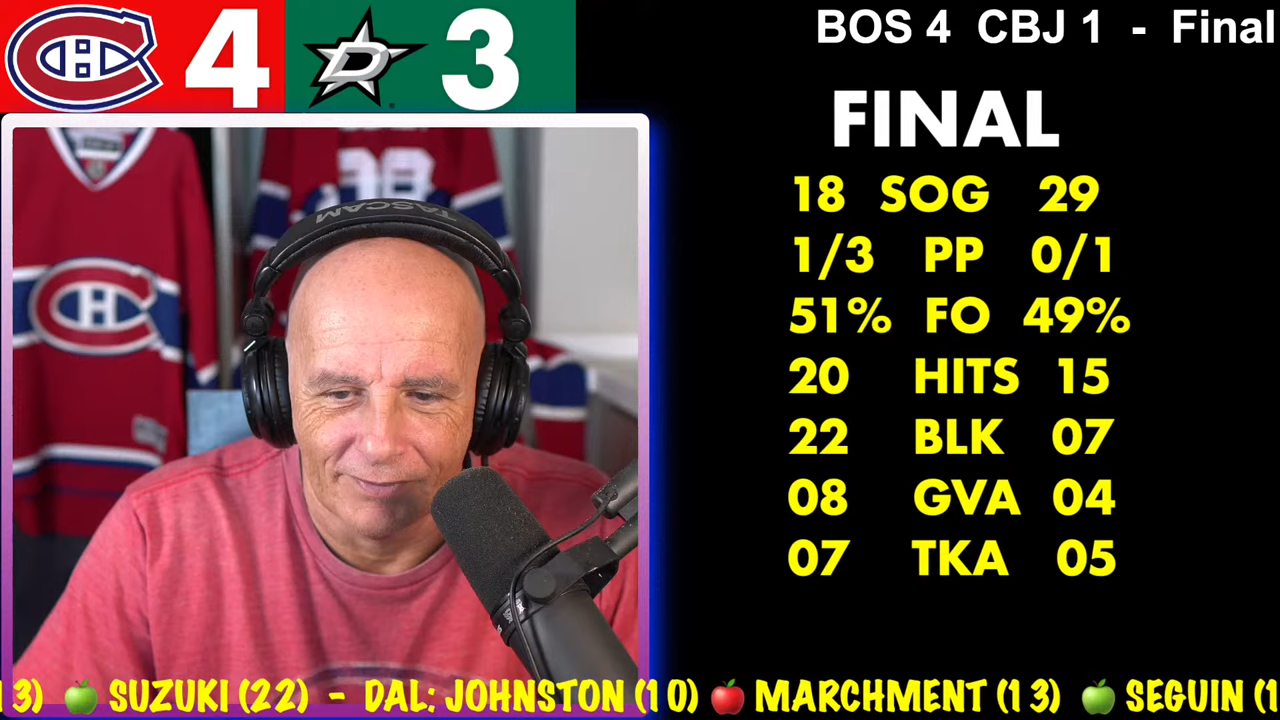 4 3
BOS 4 CBJ 1 - Final
FINAL
18 SOG 29
1/3 PP 0/1
51% FO 49%
20 HITS 15
22 BLK 07
08 GVA 04
07 TKA 05
TASCAM
3) 🍏 SUZUKI (22) - DAL: JOHNSTON (10) 🍎 MARCHMENT (13) 🍏 SEGUIN (1